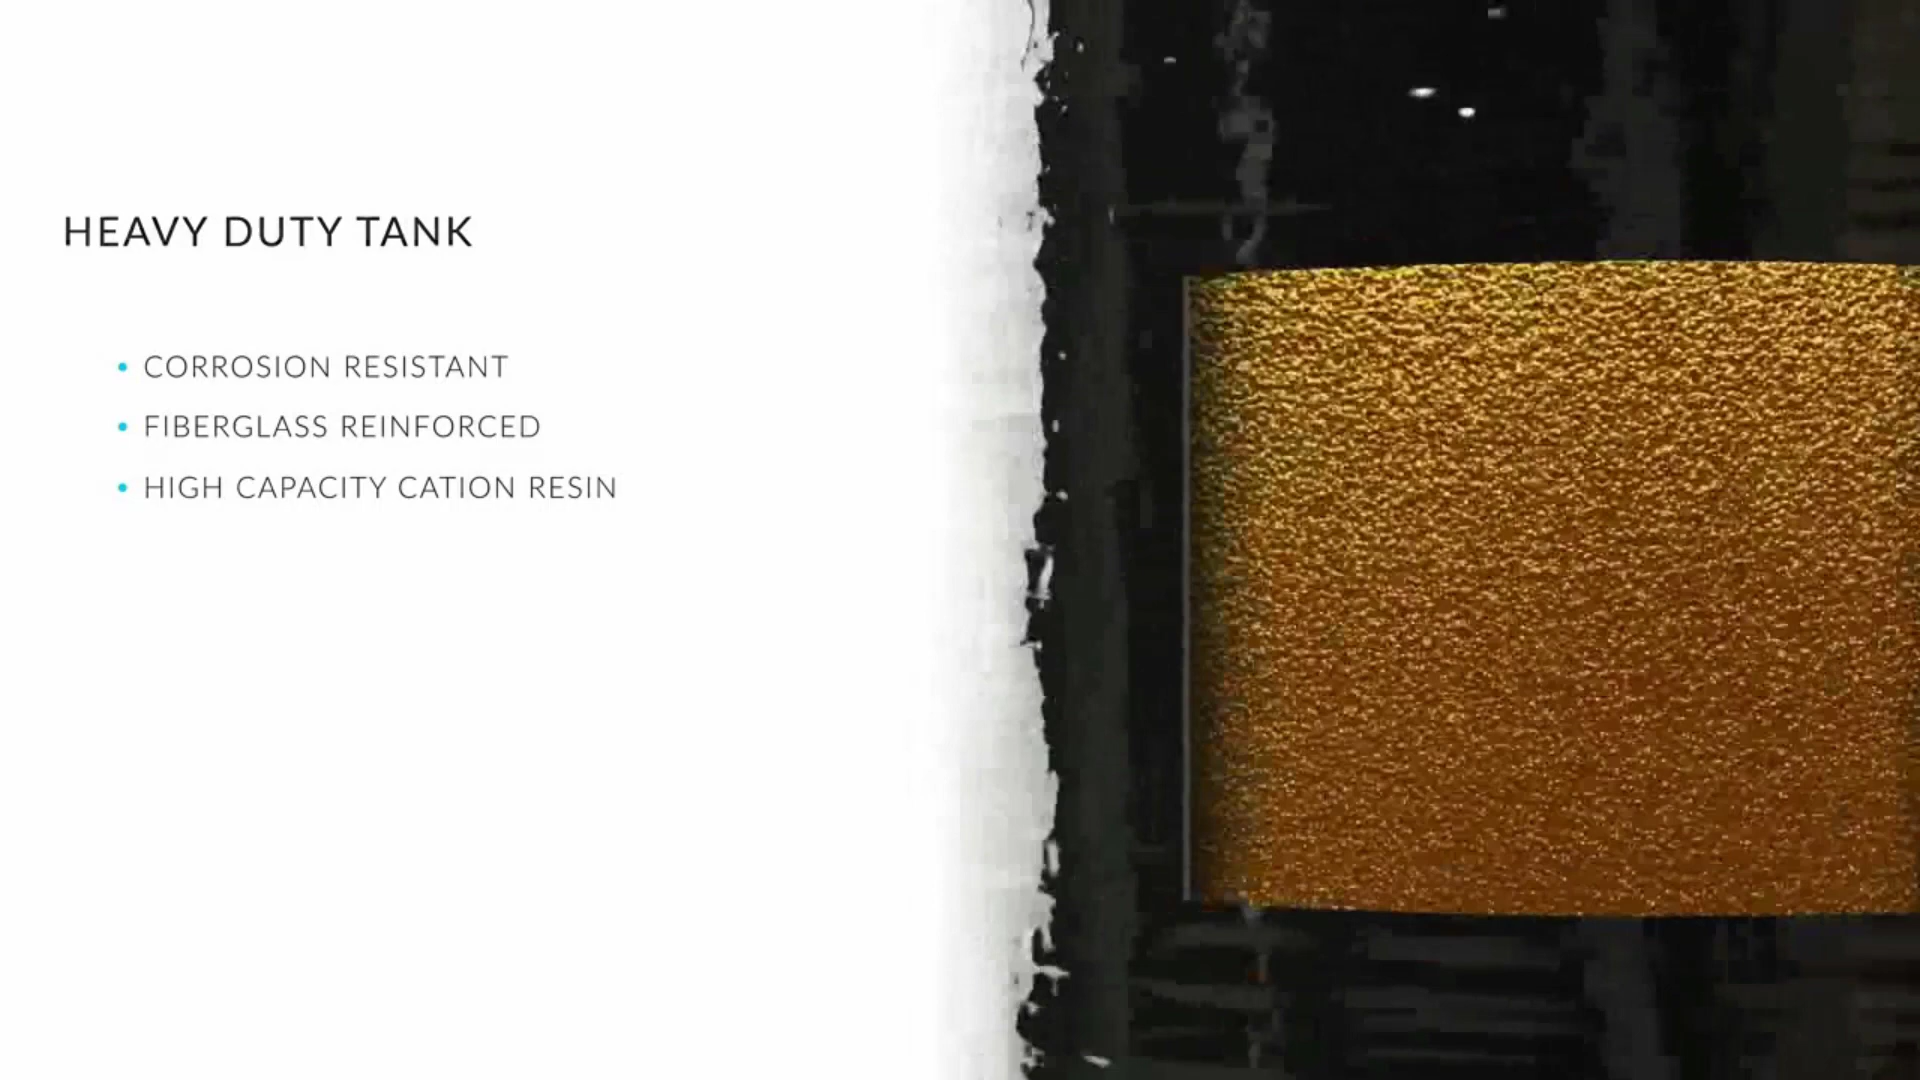 HEAVY DUTY TANK
• CORROSION RESISTANT
• FIBERGLASS REINFORCED
• HIGH CAPACITY CATION RESIN